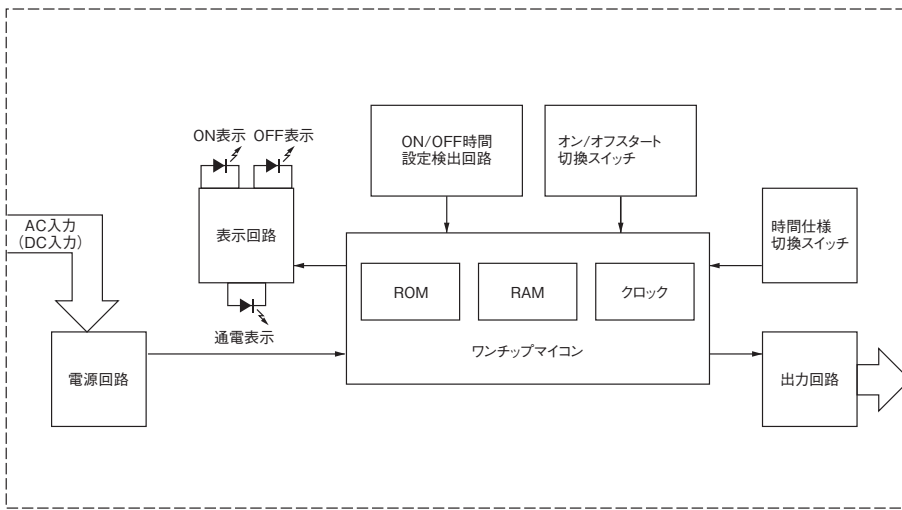 ON/OFF時間
設定検出回路
オン/オフスタート
切換スイッチ
ON表示
OFF表示
表示回路
通電表示
AC入力
(DC入力)
電源回路
ROM
RAM
クロック
ワンチップマイコン
時間仕様
切換スイッチ
出力回路